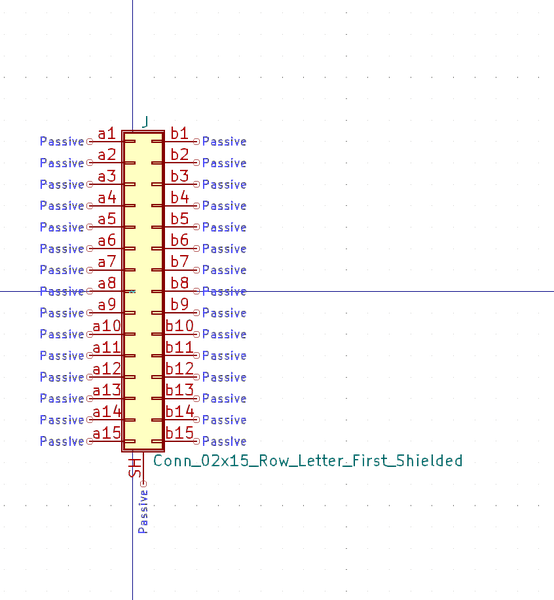 J
Passive a1 b1 Passive
Passive a2 b2 Passive
Passive a3 b3 Passive
Passive a4 b4 Passive
Passive a5 b5 Passive
Passive a6 b6 Passive
Passive a7 b7 Passive
Passive a8 b8 Passive
Passive a9 b9 Passive
Passive a10 b10 Passive
Passive a11 b11 Passive
Passive a12 b12 Passive
Passive a13 b13 Passive
Passive a14 b14 Passive
Passive a15 b15 Passive
SH
Conn_02x15_Row_Letter_First_Shielded
Passive